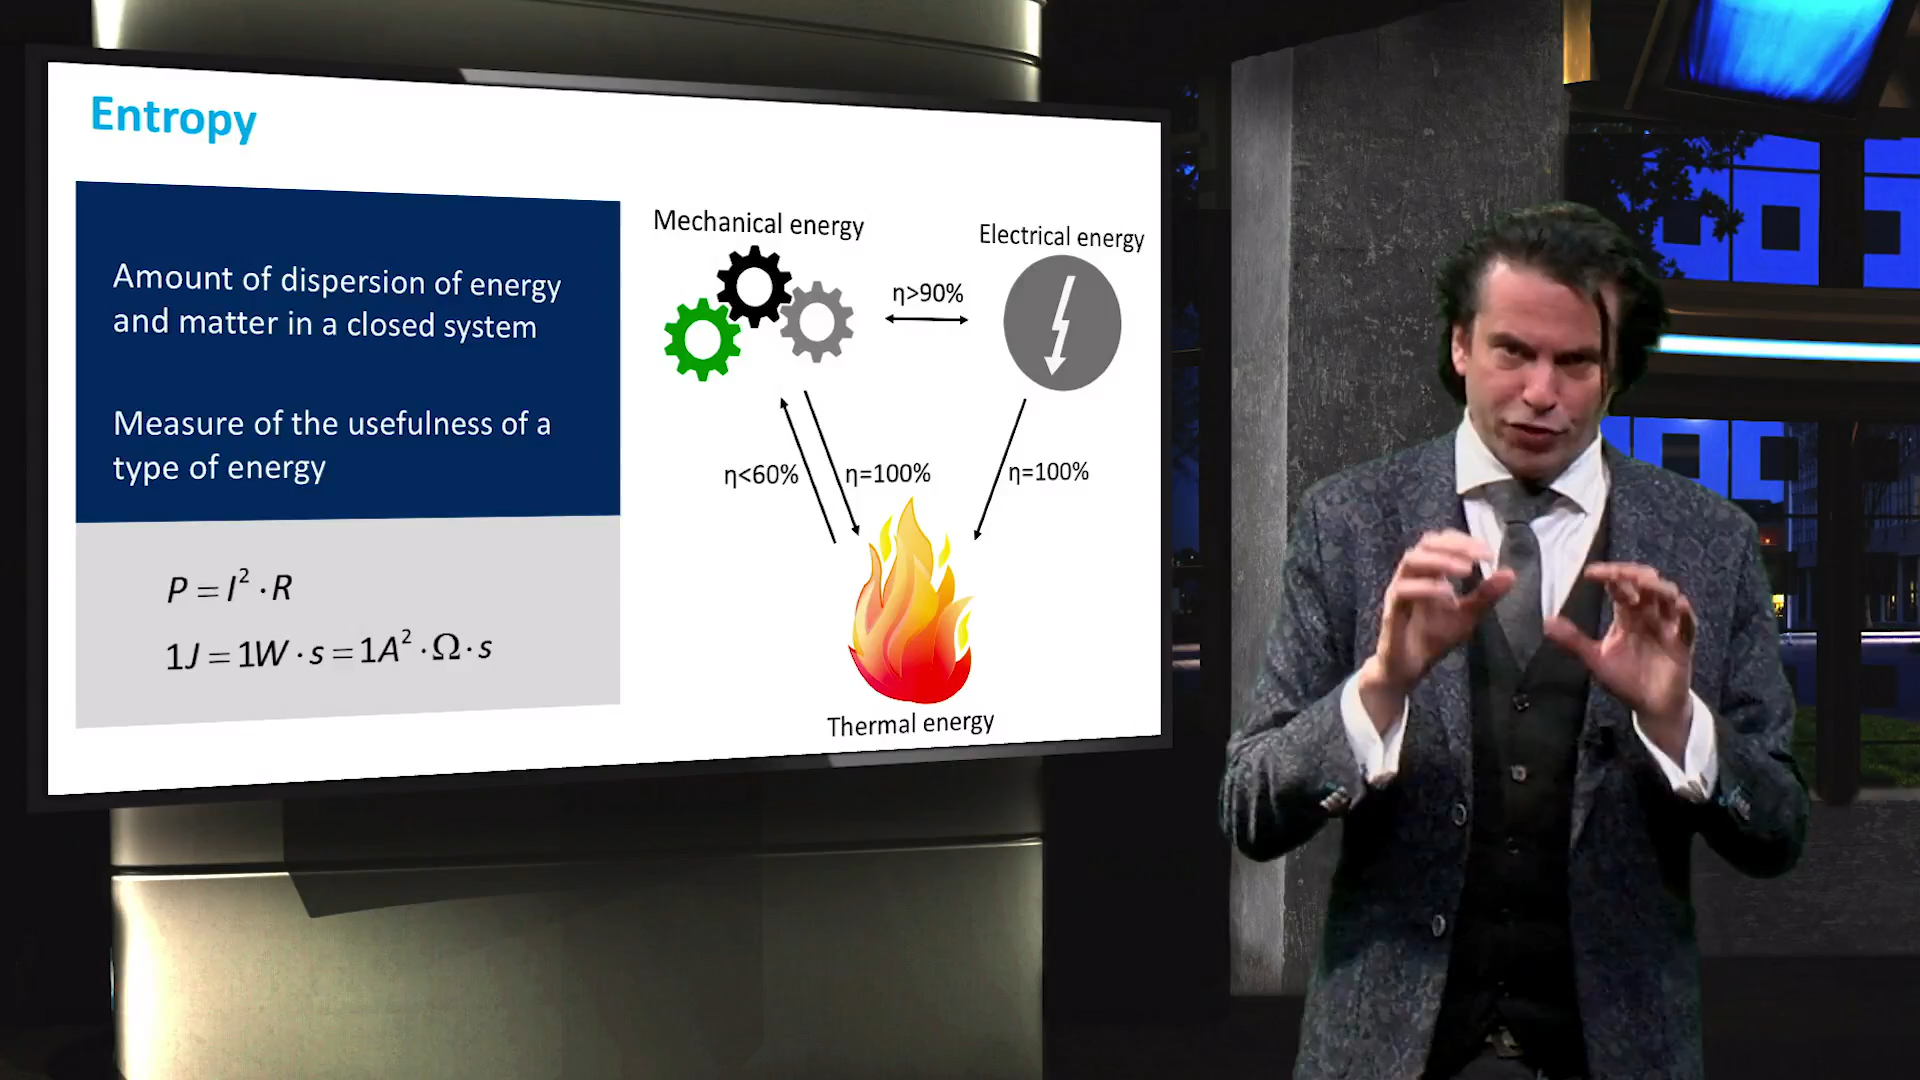 Entropy
Amount of dispersion of energy
and matter in a closed system
Measure of the usefulness of a
type of energy
P = I² · R
1J = 1W · s = 1A² · Ω · s
Mechanical energy
Electrical energy
η>90%
η<60%
η=100%
η=100%
Thermal energy